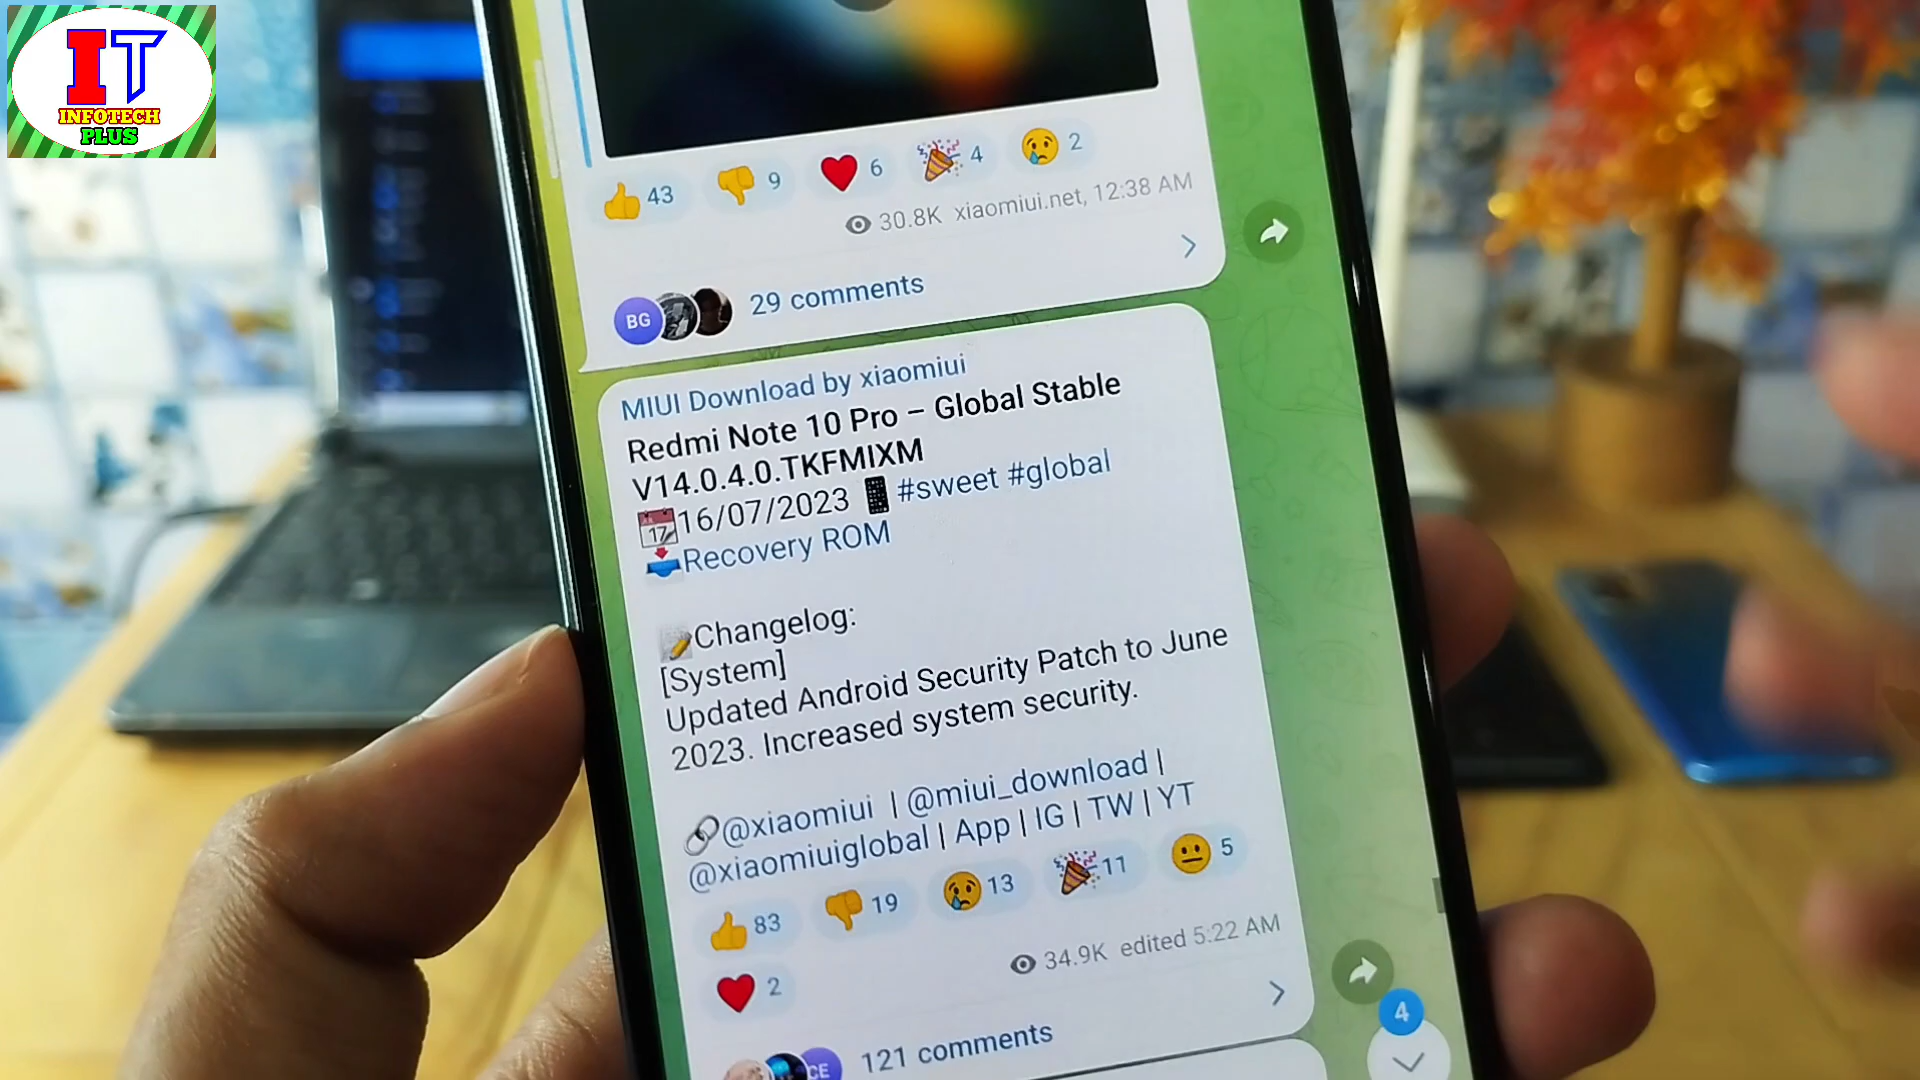 IT
INFOTECH
PLUS
43 9 6 4 2
30.8K xiaomiui.net, 12:38 AM
BG 29 comments
MIUI Download by xiaomiui
Redmi Note 10 Pro – Global Stable
V14.0.4.0.TKFMIXM
16/07/2023 #sweet #global
Recovery ROM
Changelog:
[System]
Updated Android Security Patch to June
2023. Increased system security.
@xiaomiui | @miui_download |
@xiaomiuiglobal | App | IG | TW | YT
83 19 13 11 5
2
34.9K edited 5:22 AM
4
CE 121 comments